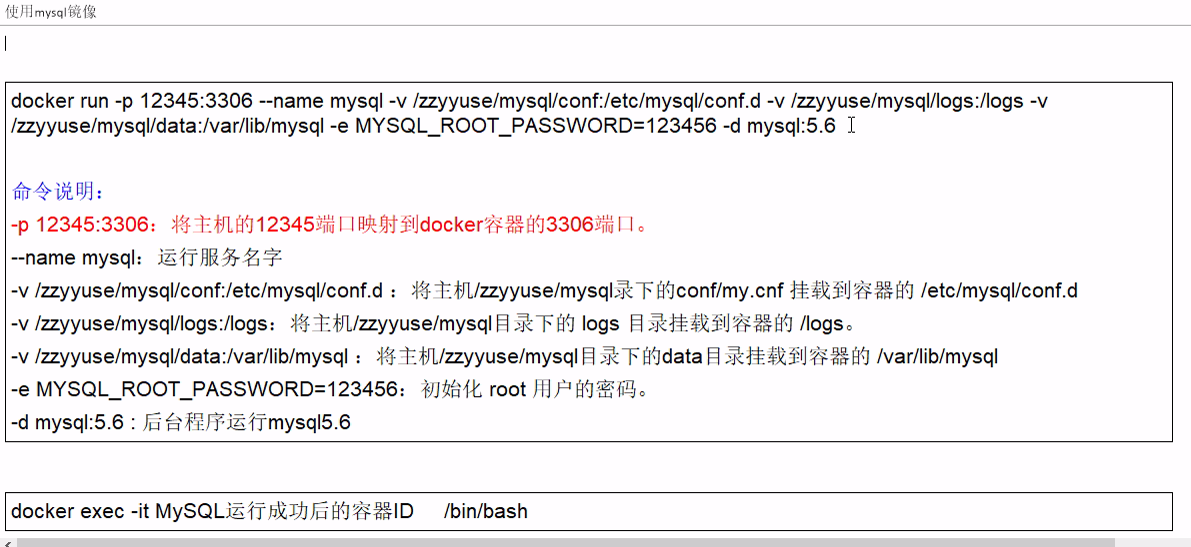 使用mysql镜像
docker run -p 12345:3306 --name mysql -v /zzyyuse/mysql/conf:/etc/mysql/conf.d -v /zzyyuse/mysql/logs:/logs -v
/zzyyuse/mysql/data:/var/lib/mysql -e MYSQL_ROOT_PASSWORD=123456 -d mysql:5.6
命令说明：
-p 12345:3306：将主机的12345端口映射到docker容器的3306端口。
--name mysql：运行服务名字
-v /zzyyuse/mysql/conf:/etc/mysql/conf.d ：将主机/zzyyuse/mysql录下的conf/my.cnf 挂载到容器的 /etc/mysql/conf.d
-v /zzyyuse/mysql/logs:/logs：将主机/zzyyuse/mysql目录下的 logs 目录挂载到容器的 /logs。
-v /zzyyuse/mysql/data:/var/lib/mysql ：将主机/zzyyuse/mysql目录下的data目录挂载到容器的 /var/lib/mysql
-e MYSQL_ROOT_PASSWORD=123456：初始化 root 用户的密码。
-d mysql:5.6 : 后台程序运行mysql5.6
docker exec -it MySQL运行成功后的容器ID /bin/bash